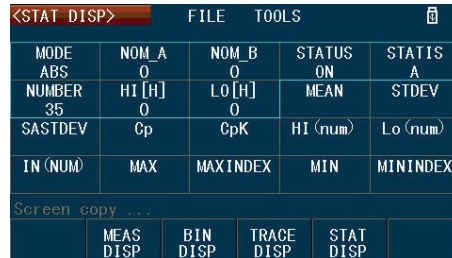 <STAT DISP> FILE TOOLS
MODE NOM_A NOM_B STATUS STATIS
ABS 0 0 ON A
NUMBER HI[H] LO[H] MEAN STDEV
35 0 0
SASTDEV Cp CpK HI(num) Lo(num)
IN(NUM) MAX MAXINDEX MIN MININDEX
Screen copy ...
MEAS BIN TRACE STAT
DISP DISP DISP DISP